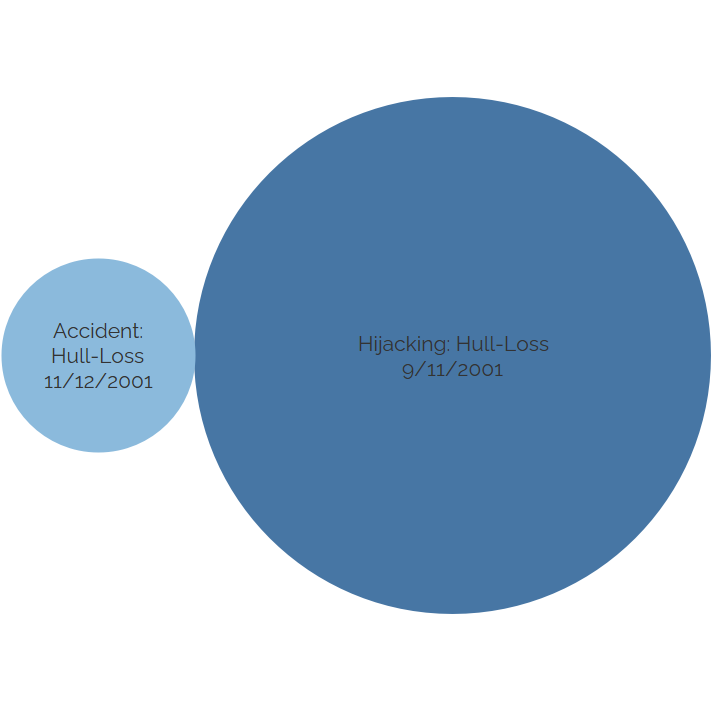 Accident:
Hull-Loss
11/12/2001
Hijacking: Hull-Loss
9/11/2001